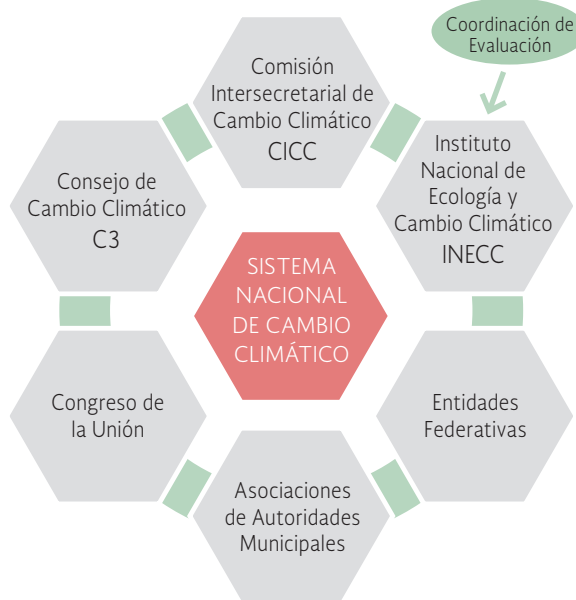 Coordinación de
Evaluación
Comisión
Intersecretarial de
Cambio Climático
CICC
Instituto
Nacional de
Ecología y
Cambio Climático
INECC
Consejo de
Cambio Climático
C3
SISTEMA
NACIONAL
DE CAMBIO
CLIMÁTICO
Congreso de
la Unión
Entidades
Federativas
Asociaciones
de Autoridades
Municipales